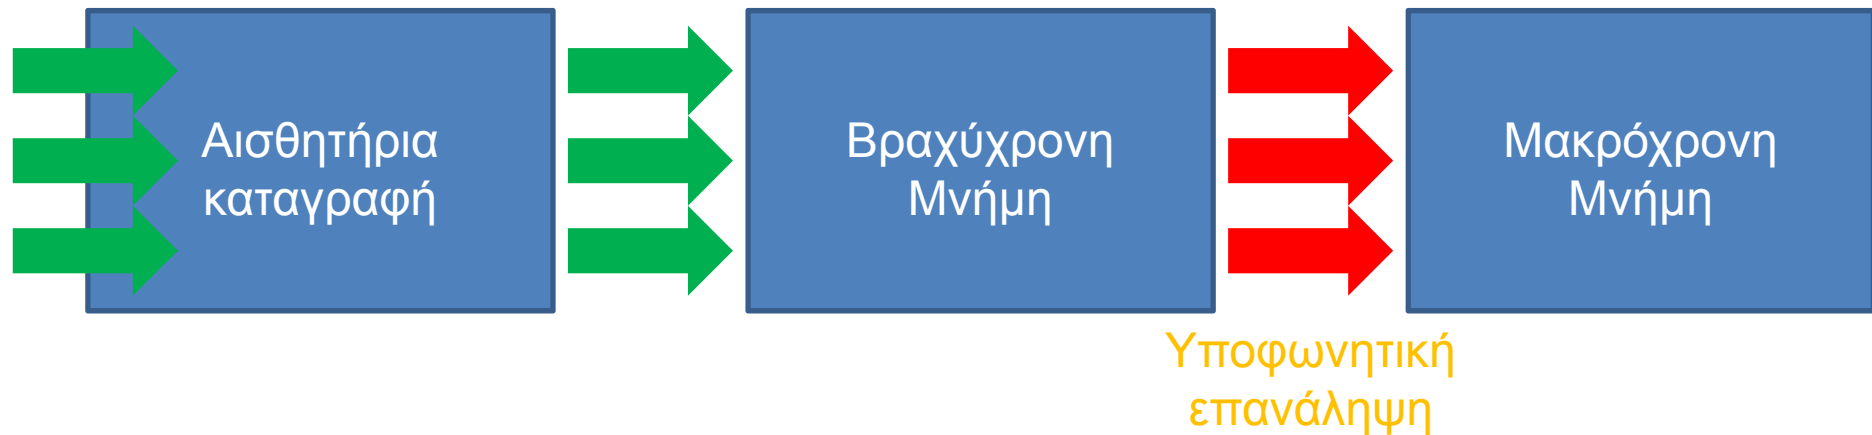 Αισθητήρια
καταγραφή
Βραχύχρονη
Μνήμη
Μακρόχρονη
Μνήμη
Υποφωνητική
επανάληψη